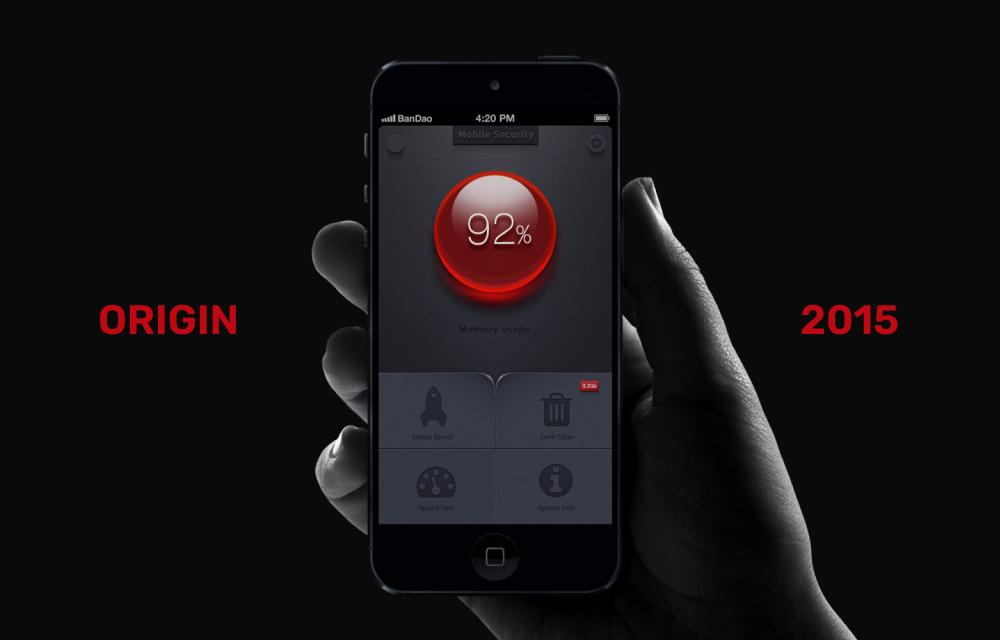 BanDao 4:20 PM
Mobile Security
92%
ORIGIN
2015
Memory usage
3.2Gb
Speed Boost
Junk Clean
Speed Test
System Info